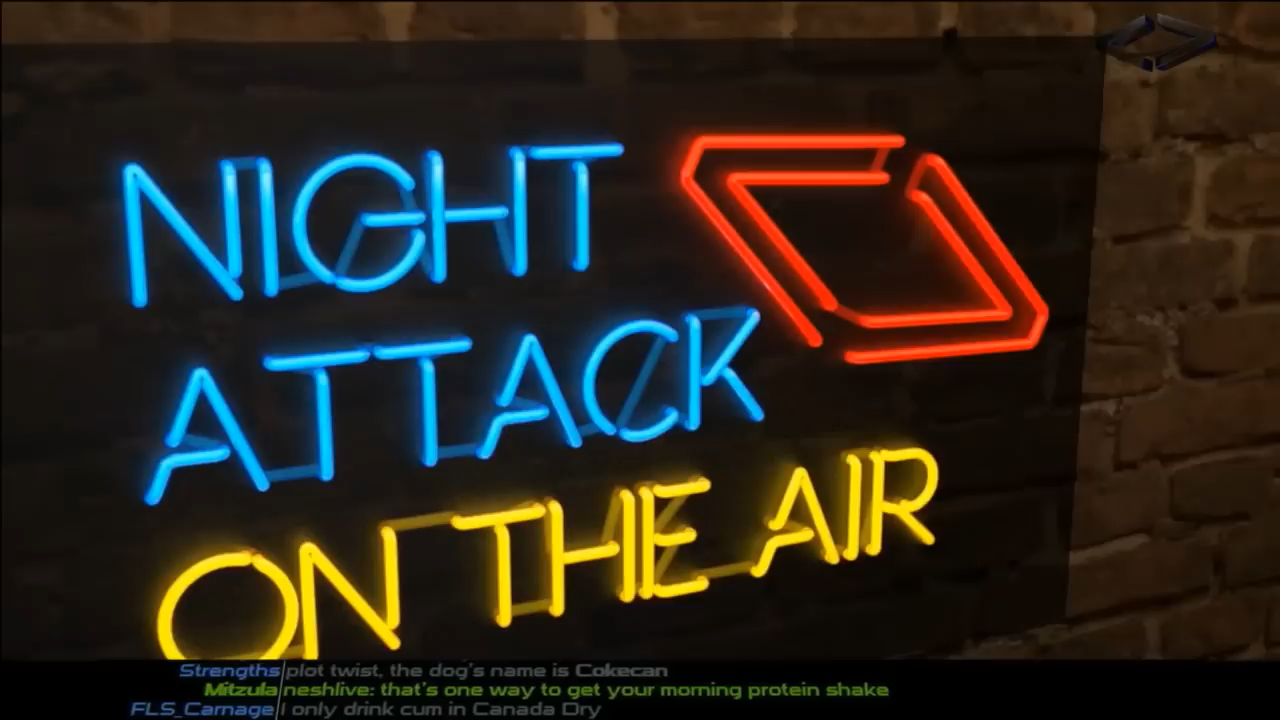 NIGHT
ATTACK
ON THE AIR
Strengths plot twist, the dog's name is Cokecan
Mitzula neshlive: that's one way to get your morning protein shake
FLS_Carnage I only drink cum in Canada Dry